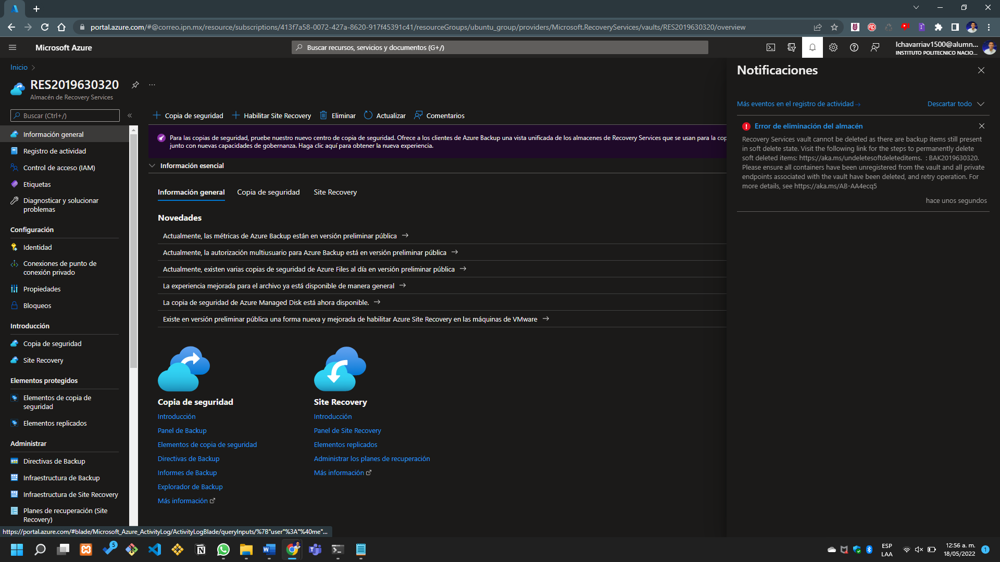 portal.azure.com/#@correo.ipn.mx/resource/subscriptions/413f7a58-0072-427a-8620-917f45391c41/resourceGroups/ubuntu_group/providers/Microsoft.RecoveryServices/vaults/RES2019630320/overview
Microsoft Azure
Buscar recursos, servicios y documentos (G+/)
lchavarriav1500@alumn...
INSTITUTO POLITECNICO NACIO...
Inicio
RES2019630320
Almacén de Recovery Services
Buscar (Ctrl+/)
Información general
Registro de actividad
Control de acceso (IAM)
Etiquetas
Diagnosticar y solucionar
problemas
Configuración
Identidad
Conexiones de punto de
conexión privado
Propiedades
Bloqueos
Introducción
Copia de seguridad
Site Recovery
Elementos protegidos
Elementos de copia de
seguridad
Elementos replicados
Administrar
Directivas de Backup
Infraestructura de Backup
Infraestructura de Site Recovery
Planes de recuperación (Site
Recovery)
Copia de seguridad
Habilitar Site Recovery
Eliminar
Actualizar
Comentarios
Para las copias de seguridad, pruebe nuestro nuevo centro de copia de seguridad. Ofrece a los clientes de Azure Backup una vista unificada de los almacenes de Recovery Services que se usan para la cop
junto con nuevas capacidades de gobernanza. Haga clic aquí para obtener la nueva experiencia.
Información esencial
Información general
Copia de seguridad
Site Recovery
Novedades
Actualmente, las métricas de Azure Backup están en versión preliminar pública →
Actualmente, la autorización multiusuario para Azure Backup está en versión preliminar pública →
Actualmente, existen varias copias de seguridad de Azure Files al día en versión preliminar pública →
La experiencia mejorada para el archivo ya está disponible de manera general →
La copia de seguridad de Azure Managed Disk está ahora disponible. →
Existe en versión preliminar pública una forma nueva y mejorada de habilitar Azure Site Recovery en las máquinas de VMware →
Copia de seguridad
Introducción
Panel de Backup
Elementos de copia de seguridad
Directivas de Backup
Informes de Backup
Explorador de Backup
Más información
Site Recovery
Introducción
Panel de Site Recovery
Elementos replicados
Administrar los planes de recuperación
Más información
Notificaciones
Más eventos en el registro de actividad →
Descartar todo
Error de eliminación del almacén
Recovery Services vault cannot be deleted as there are backup items still present
in soft delete state. Visit the following link for the steps to permanently delete
soft deleted items: https://aka.ms/undeletesoftdeleteditems. : BAK2019630320.
Please ensure all containers have been unregistered from the vault and all private
endpoints associated with the vault have been deleted, and retry operation. For
more details, see https://aka.ms/AB-AA4ecq5
hace unos segundos
https://portal.azure.com/#blade/Microsoft_Azure_ActivityLog/ActivityLogBlade/queryInputs/%7B"user"%3A"%40me"...
5
ESP
LAA
12:56 a. m.
18/05/2022
1